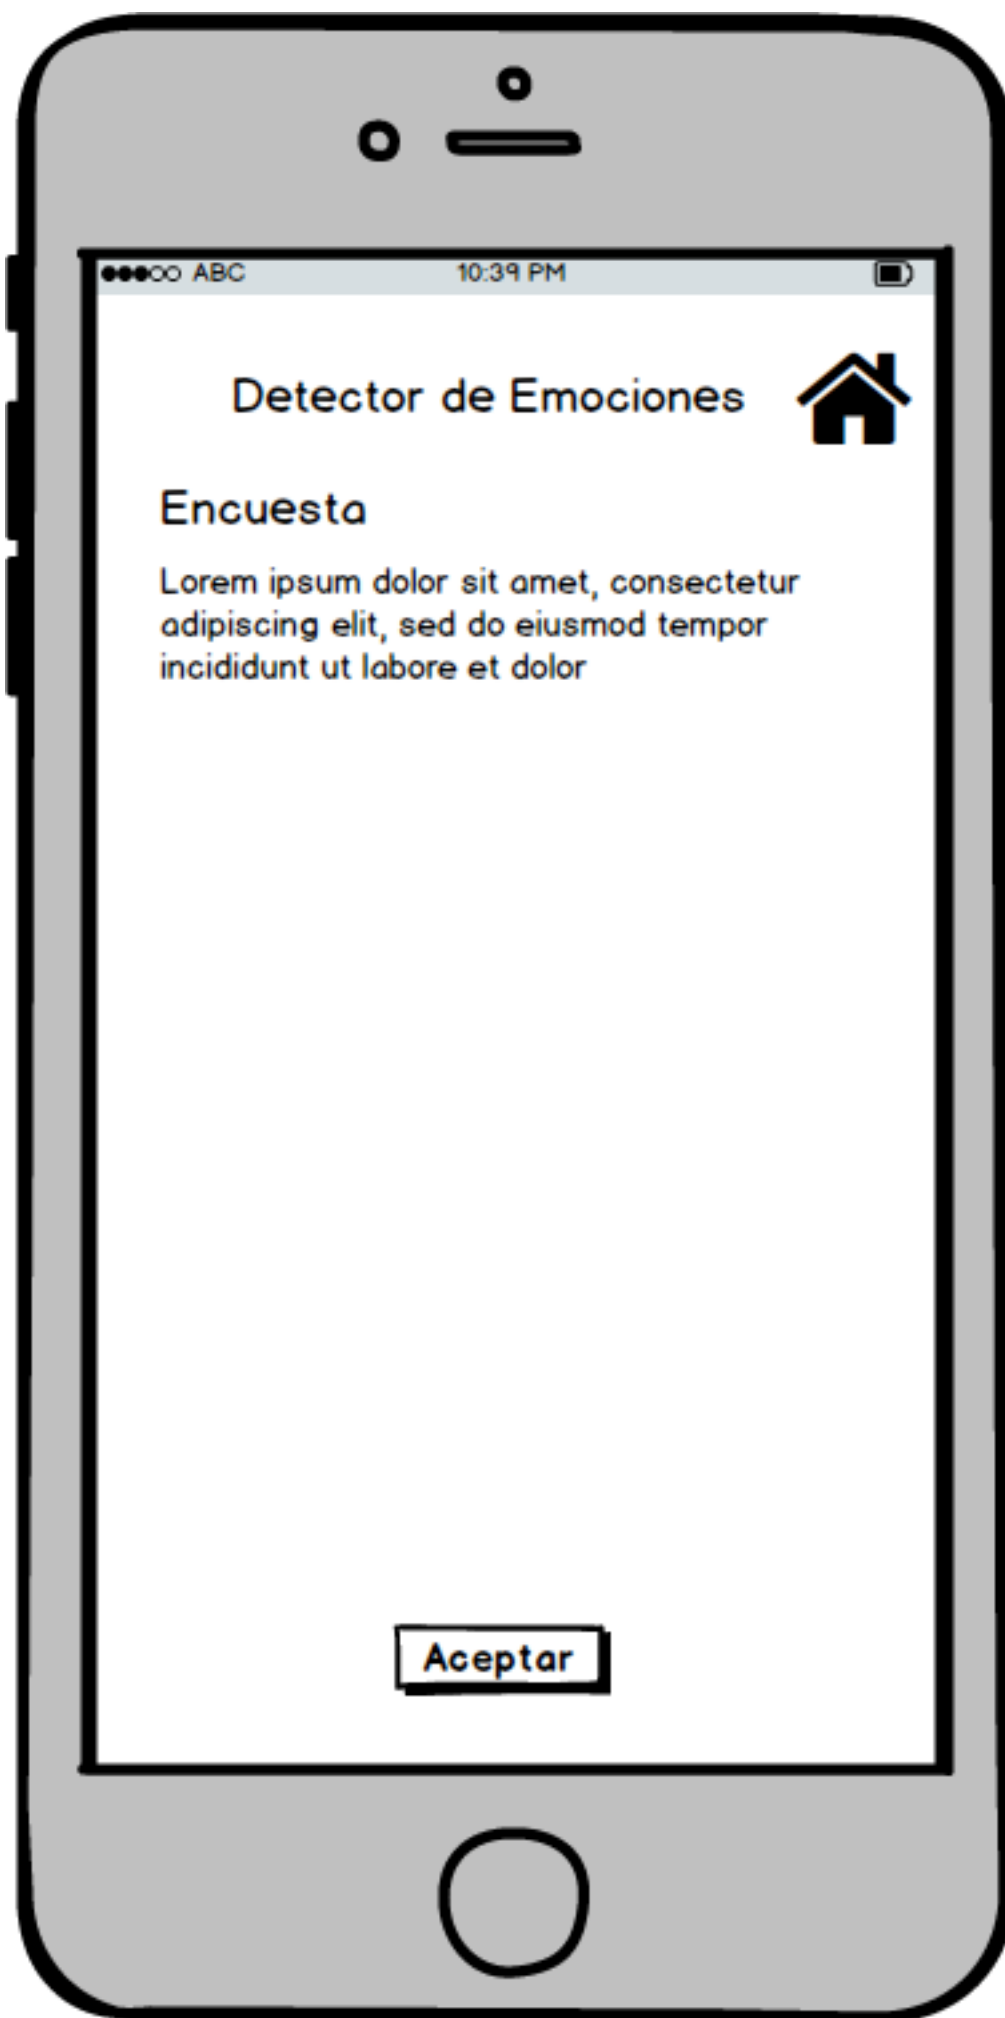 ABC 10:39 PM
Detector de Emociones
Encuesta
Lorem ipsum dolor sit amet, consectetur
adipiscing elit, sed do eiusmod tempor
incididunt ut labore et dolor
Aceptar